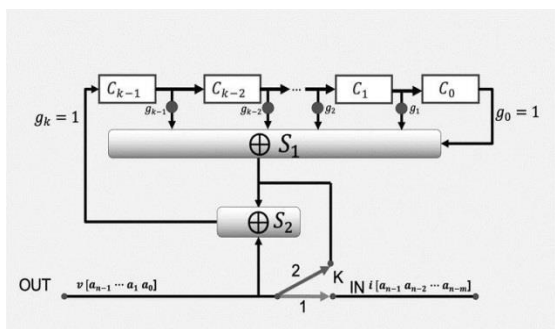 C_{k-1} C_{k-2} ... C_1 C_0
g_k = 1 g_{k-1} g_{k-2} g_2 g_1 g_0 = 1
⊕ S_1
⊕ S_2
2 K
OUT v [a_{n-1} ⋯ a_1 a_0] 1 IN i [a_{n-1} a_{n-2} ⋯ a_{n-m}]